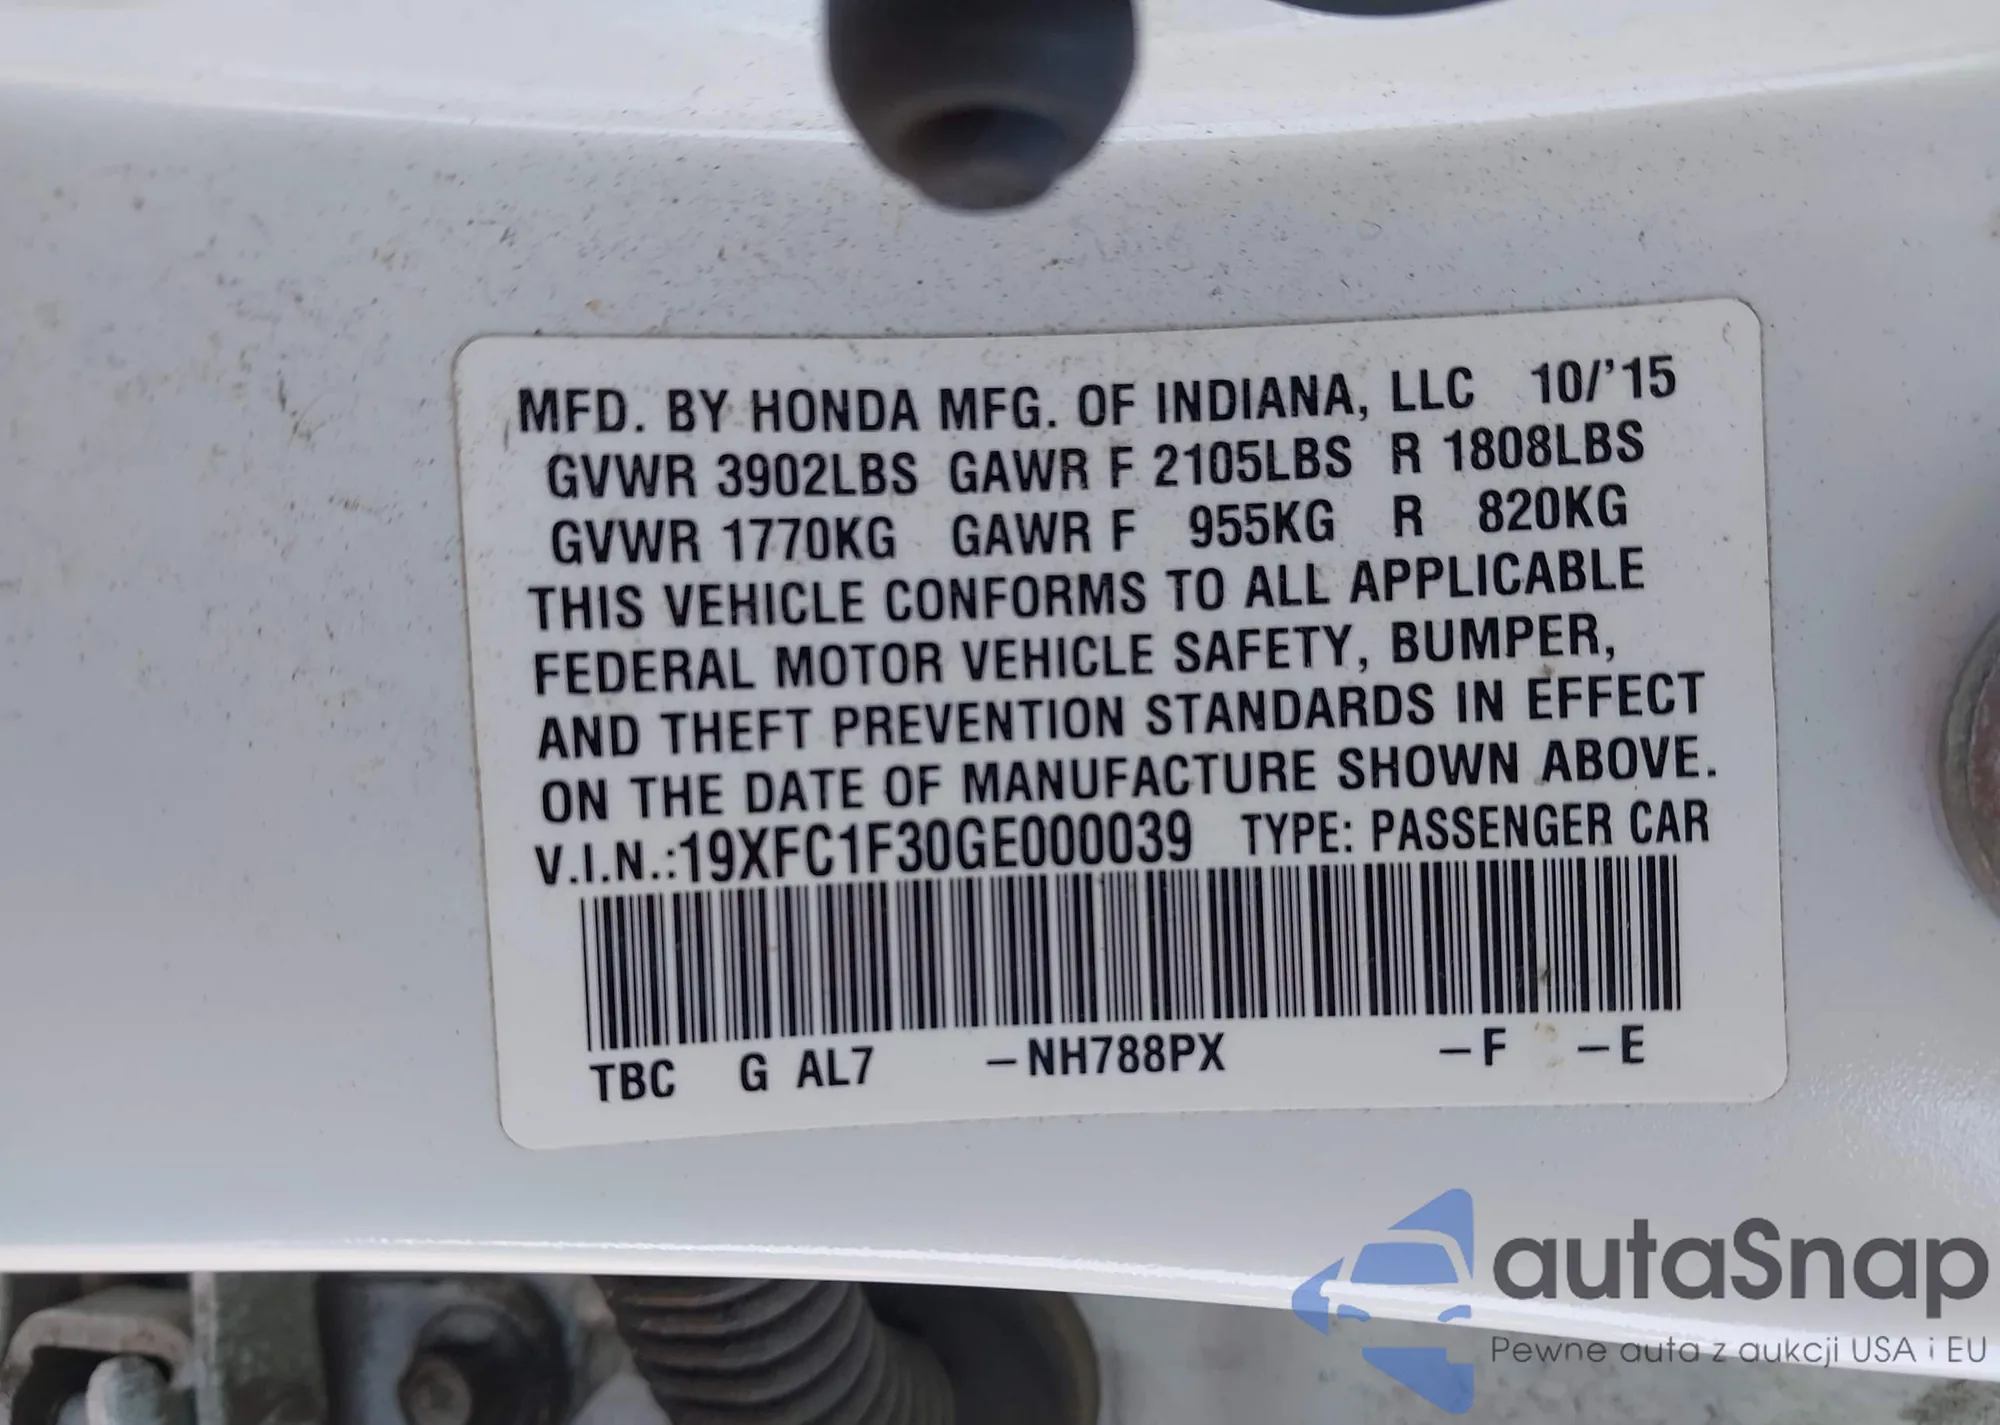 MFD. BY HONDA MFG. OF INDIANA, LLC 10/'15
GVWR 3902LBS GAWR F 2105LBS R 1808LBS
GVWR 1770KG GAWR F 955KG R 820KG
THIS VEHICLE CONFORMS TO ALL APPLICABLE
FEDERAL MOTOR VEHICLE SAFETY, BUMPER,
AND THEFT PREVENTION STANDARDS IN EFFECT
ON THE DATE OF MANUFACTURE SHOWN ABOVE.
V.I.N.:19XFC1F30GE000039 TYPE: PASSENGER CAR
TBC G AL7 –NH788PX –F –E
autaSnap
Pewne auta z aukcji USA i EU